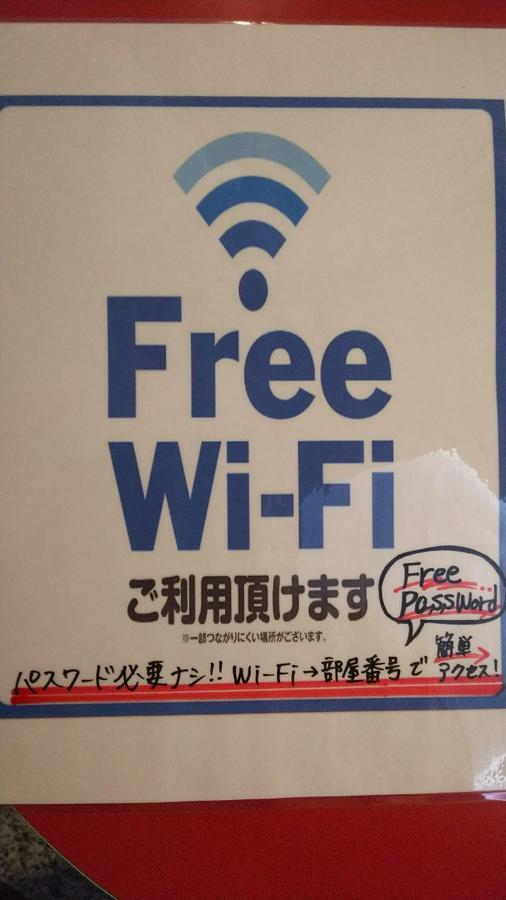 Free
Wi-Fi
ご利用頂けます
Free
PassWord
※一部つながりにくい場所がございます。
パスワード必要ナシ!! Wi-Fi→部屋番号で
簡単
アクセス!